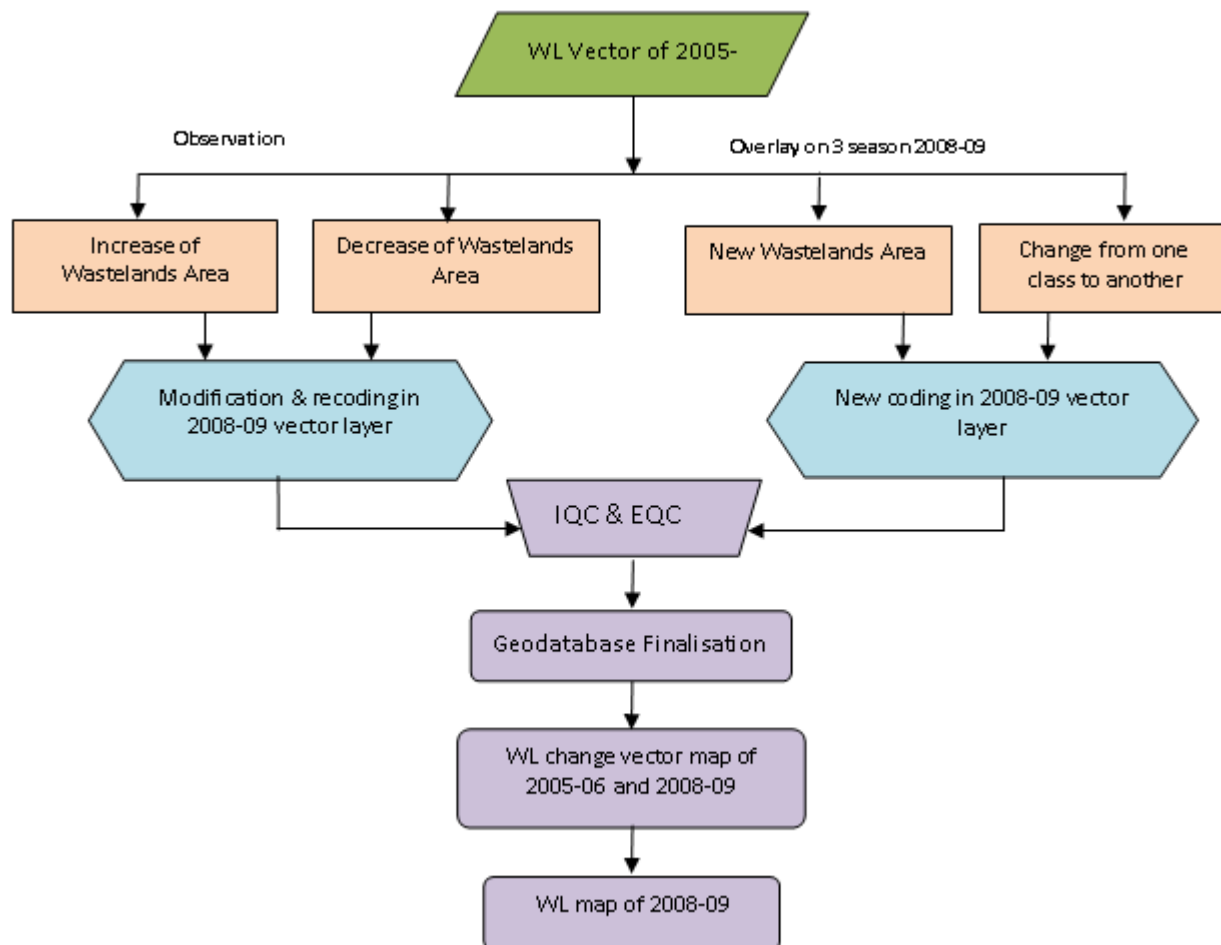 WL Vector of 2005-
Observation
Overlay on 3 season 2008-09
Increase of
Wastelands Area
Decrease of Wastelands
Area
New Wastelands Area
Change from one
class to another
Modification & recoding in
2008-09 vector layer
New coding in 2008-09 vector
layer
IQC & EQC
Geodatabase Finalisation
WL change vector map of
2005-06 and 2008-09
WL map of 2008-09